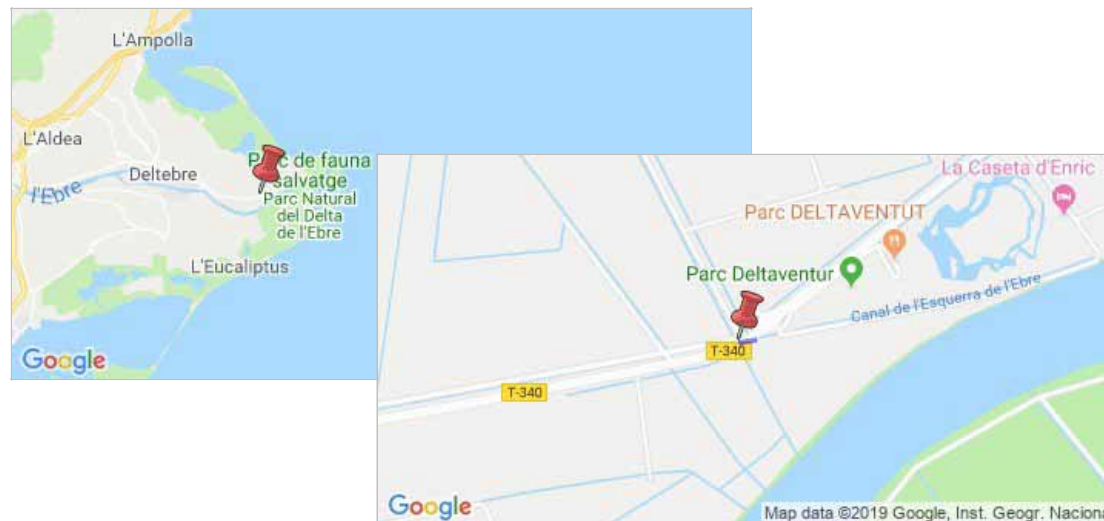 L'Ampolla
L'Aldea
Deltebre
l'Ebre
Parc de fauna
salvatge
Parc Natural
del Delta
de l'Ebre
L'Eucaliptus
Google
La Caseta d'Enric
Parc DELTAVENTUT
Parc Deltaventur
Canal de l'Esquerra de l'Ebre
T-340
T-340
Google
Map data ©2019 Google, Inst. Geogr. Naciona